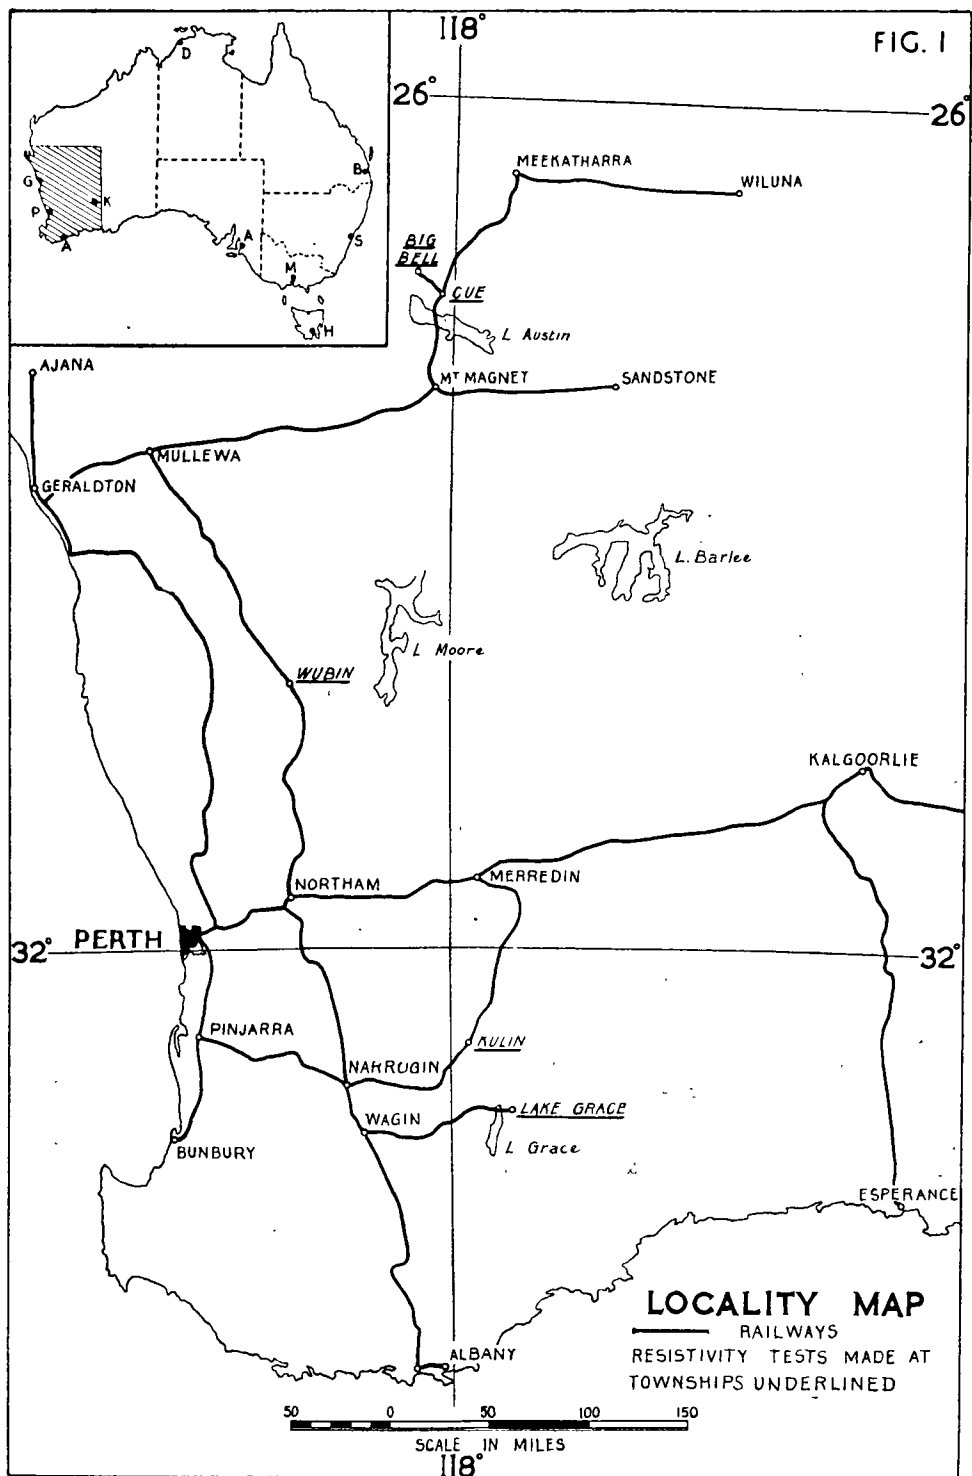 118°
FIG. 1
26°
26°
D
B
G
K
P
A
A
S
M
H
MEEKATHARRA
WILUNA
BIG
BELL
CUE
L Austin
AJANA
MT MAGNET
SANDSTONE
MULLEWA
GERALDTON
L. Barlee
L Moore
WUBIN
KALGOORLIE
NORTHAM
MERREDIN
PERTH
32°
32°
PINJARRA
KULIN
NARROGIN
LAKE GRACE
WAGIN
L Grace
BUNBURY
ESPERANCE
LOCALITY MAP
RAILWAYS
RESISTIVITY TESTS MADE AT
TOWNSHIPS UNDERLINED
ALBANY
50 0 50 100 150
SCALE IN MILES
118°